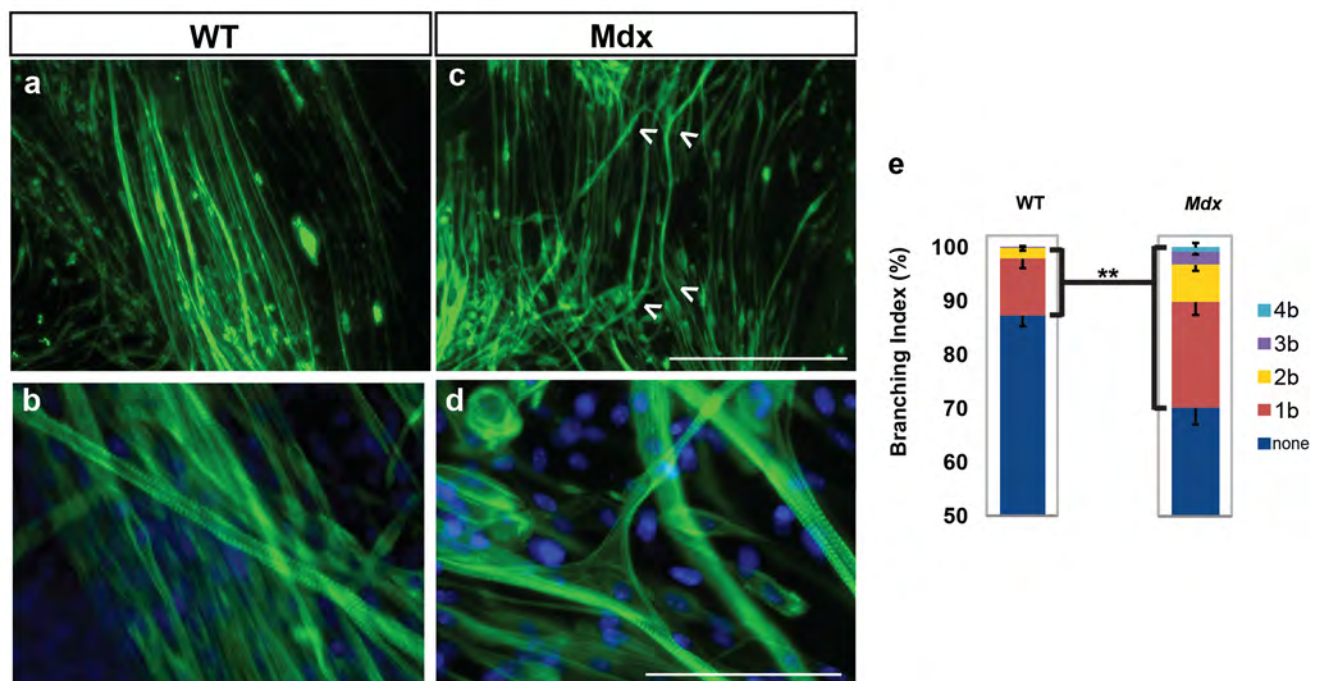 WT
Mdx
a
c
b
d
e
WT
Mdx
**
Branching Index (%)
100
90
80
70
60
50
4b
3b
2b
1b
none